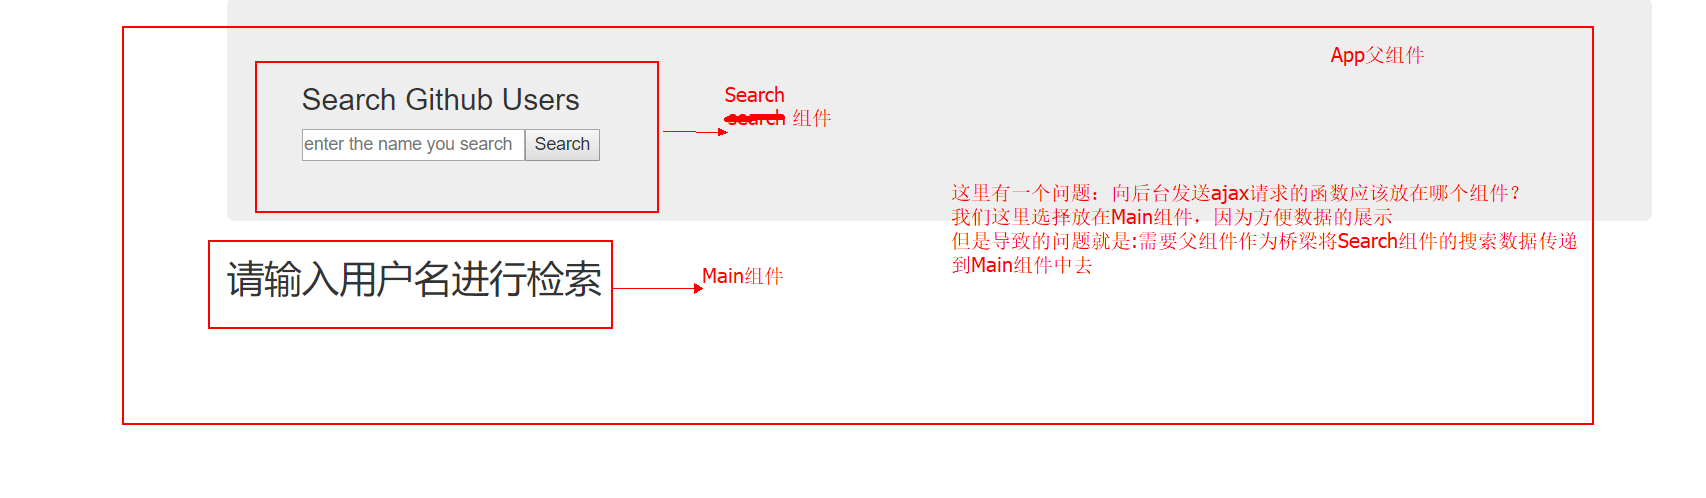 App父组件
Search Github Users
Search
search 组件
enter the name you search Search
这里有一个问题：向后台发送ajax请求的函数应该放在哪个组件？
我们这里选择放在Main组件，因为方便数据的展示
但是导致的问题就是:需要父组件作为桥梁将Search组件的搜索数据传递
到Main组件中去
请输入用户名进行检索
Main组件